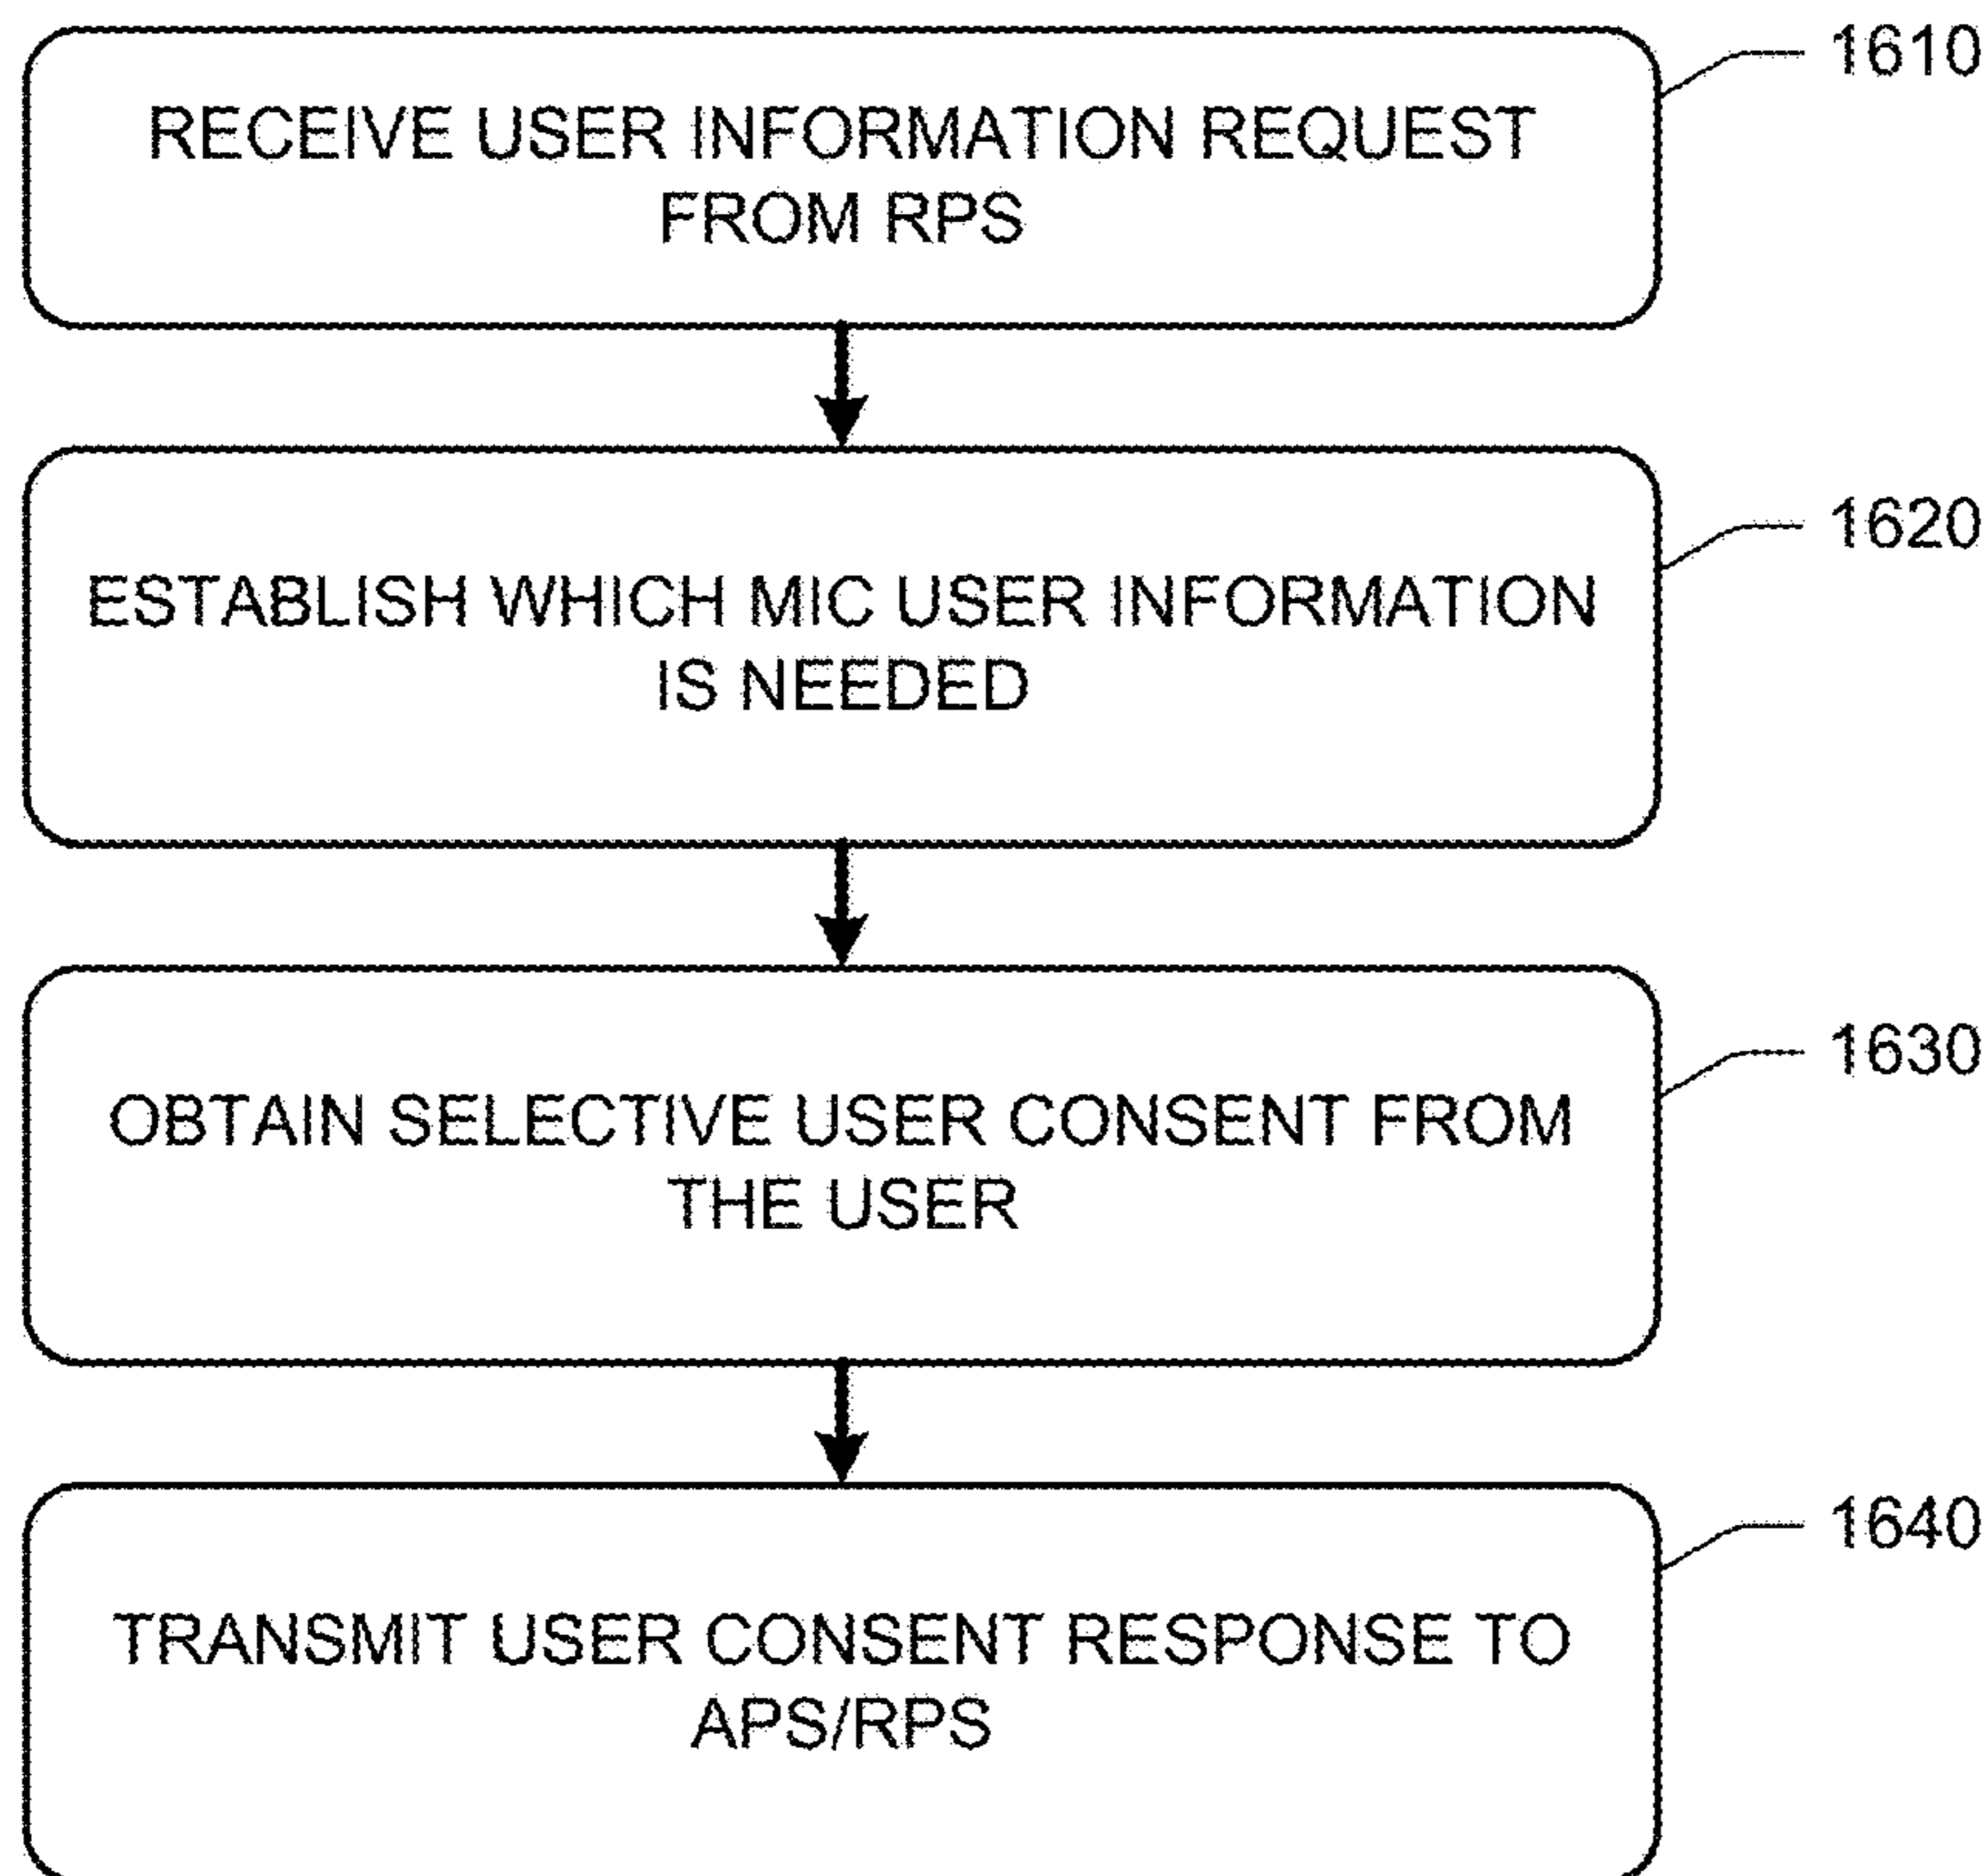 1610
RECEIVE USER INFORMATION REQUEST
FROM RPS
1620
ESTABLISH WHICH MIC USER INFORMATION
IS NEEDED
1630
OBTAIN SELECTIVE USER CONSENT FROM
THE USER
1640
TRANSMIT USER CONSENT RESPONSE TO
APS/RPS